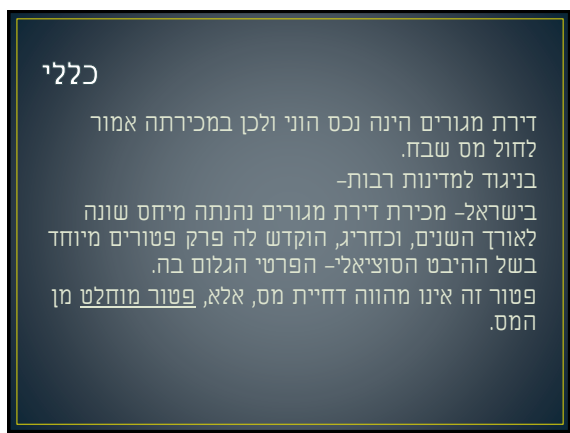 כללי
דירת מגורים הינה נכס הוני ולכן במכירתה אמור
לחול מס שבח.
בניגוד למדינות רבות–
בישראל– מכירת דירת מגורים נהנתה מיחס שונה
לאורך השנים, וכחריג, הוקדש לה פרק פטורים מיוחד
בשל ההיבט הסוציאלי– הפרטי הגלום בה.
פטור זה אינו מהווה דחיית מס, אלא, פטור מוחלט מן
המס.